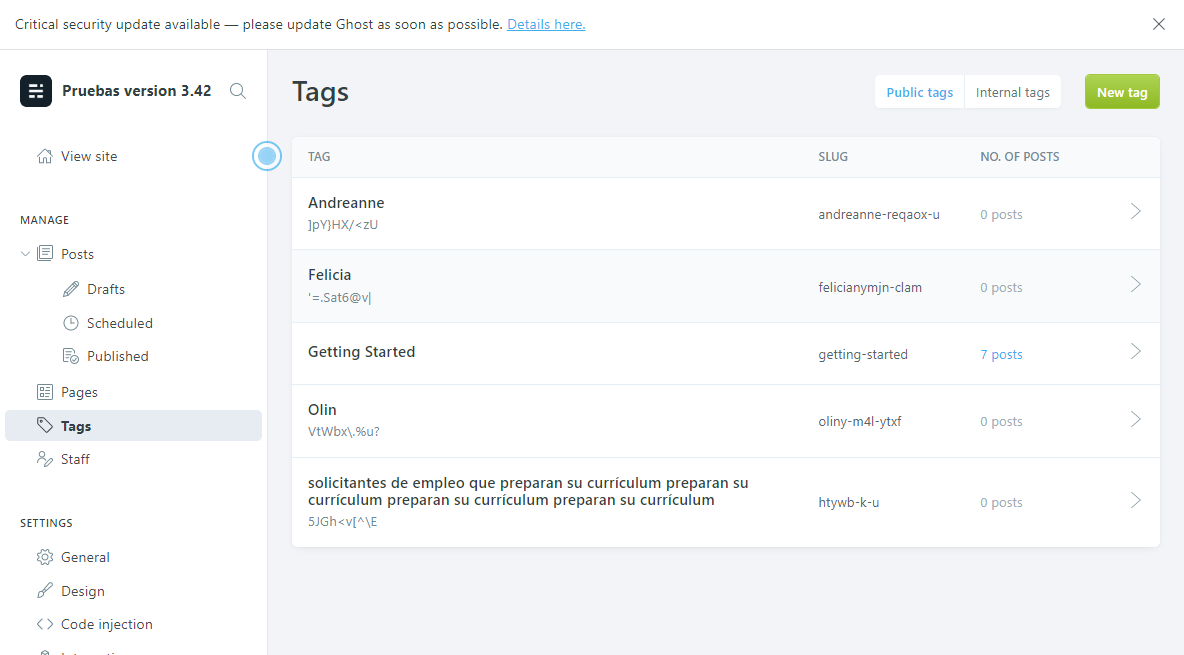 Critical security update available — please update Ghost as soon as possible. Details here.
Pruebas version 3.42
View site
MANAGE
Posts
Drafts
Scheduled
Published
Pages
Tags
Staff
SETTINGS
General
Design
Code injection
Tags
Public tags
Internal tags
New tag
TAG SLUG NO. OF POSTS
Andreanne
]pY}HX/<zU
andreanne-reqaox-u 0 posts
Felicia
'=.Sat6@v|
felicianymjn-clam 0 posts
Getting Started
getting-started 7 posts
Olin
VtWbx\.%u?
oliny-m4l-ytxf 0 posts
solicitantes de empleo que preparan su currículum preparan su
currículum preparan su currículum preparan su currículum
5JGh<v[^\E
htywb-k-u 0 posts